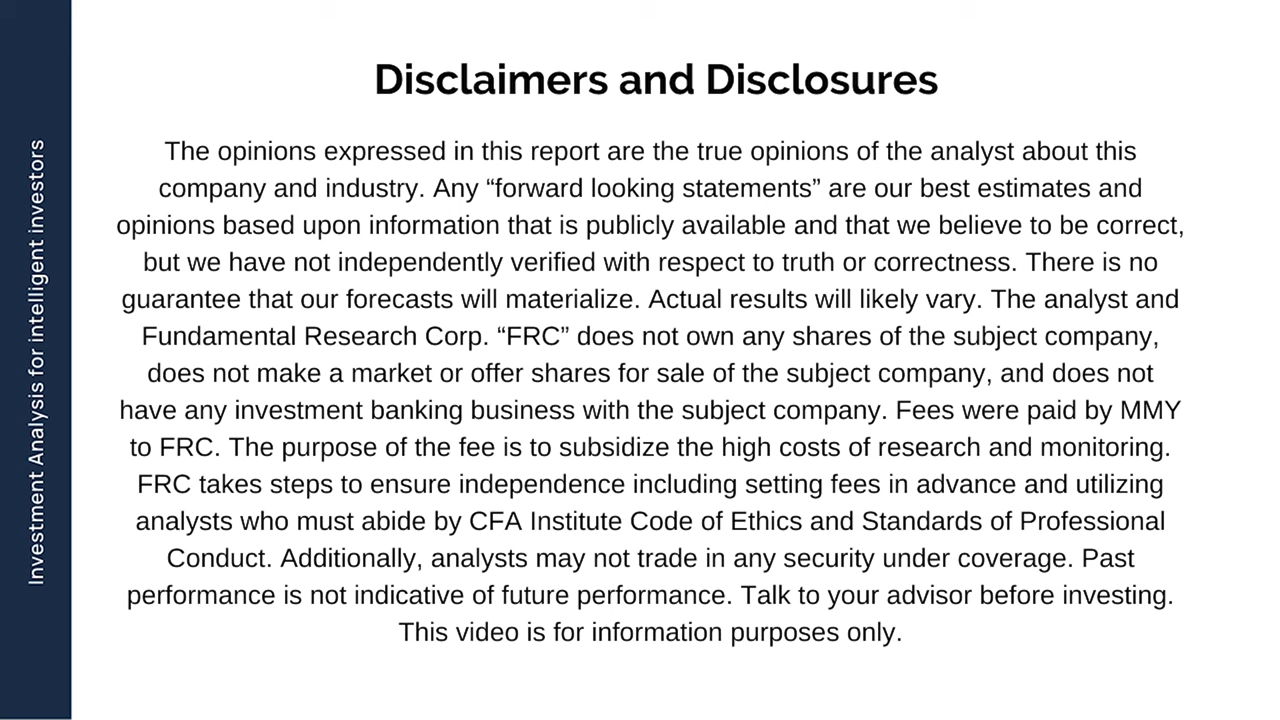 Disclaimers and Disclosures
The opinions expressed in this report are the true opinions of the analyst about this
company and industry. Any “forward looking statements” are our best estimates and
opinions based upon information that is publicly available and that we believe to be correct,
but we have not independently verified with respect to truth or correctness. There is no
guarantee that our forecasts will materialize. Actual results will likely vary. The analyst and
Fundamental Research Corp. “FRC” does not own any shares of the subject company,
does not make a market or offer shares for sale of the subject company, and does not
have any investment banking business with the subject company. Fees were paid by MMY
to FRC. The purpose of the fee is to subsidize the high costs of research and monitoring.
FRC takes steps to ensure independence including setting fees in advance and utilizing
analysts who must abide by CFA Institute Code of Ethics and Standards of Professional
Conduct. Additionally, analysts may not trade in any security under coverage. Past
performance is not indicative of future performance. Talk to your advisor before investing.
This video is for information purposes only.
Investment Analysis for intelligent investors